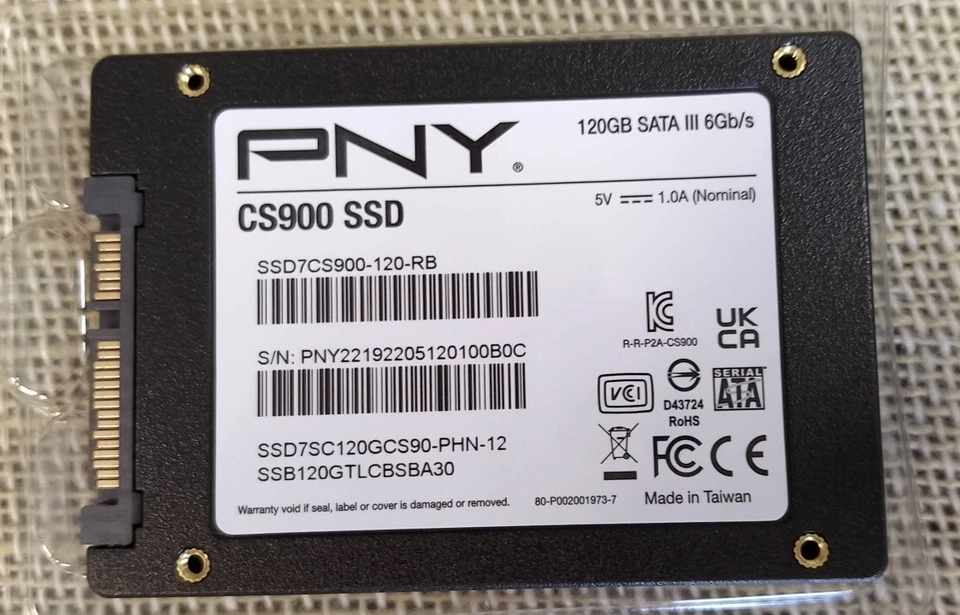 PNY®
120GB SATA III 6Gb/s
CS900 SSD
5V ⎓ 1.0A (Nominal)
SSD7CS900-120-RB
S/N: PNY22192205120100B0C
R-R-P2A-CS900
UK
CA
VCI
D43724
RoHS
SERIAL
ATA
FC CE
SSD7SC120GCS90-PHN-12
SSB120GTLCBSBA30
Warranty void if seal, label or cover is damaged or removed.
80-P002001973-7
Made in Taiwan